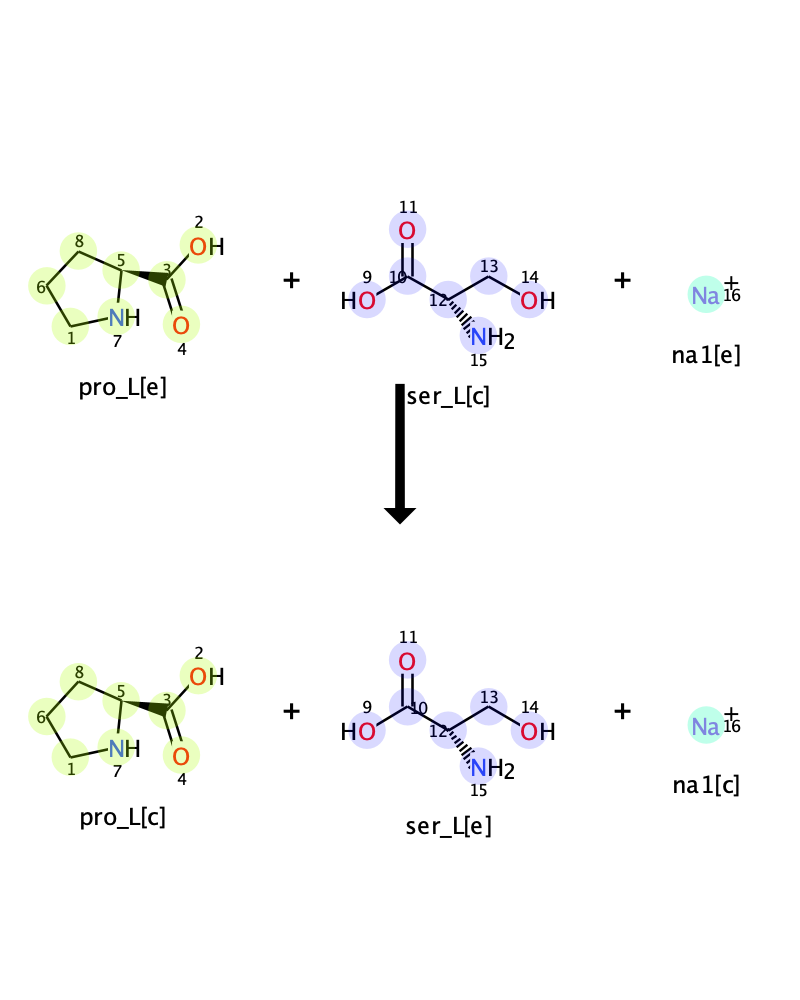 2
8 OH
5 3
6
NH O
1 7 4
pro_L[e]
+
11
O
9 10 13 14
HO 12 OH
NH2
15
ser_L[c]
+
Na+
16
na1[e]
2
8 OH
5 3
6
NH O
1 7 4
pro_L[c]
+
11
O
9 10 13 14
HO 12 OH
NH2
15
ser_L[e]
+
Na+
16
na1[c]